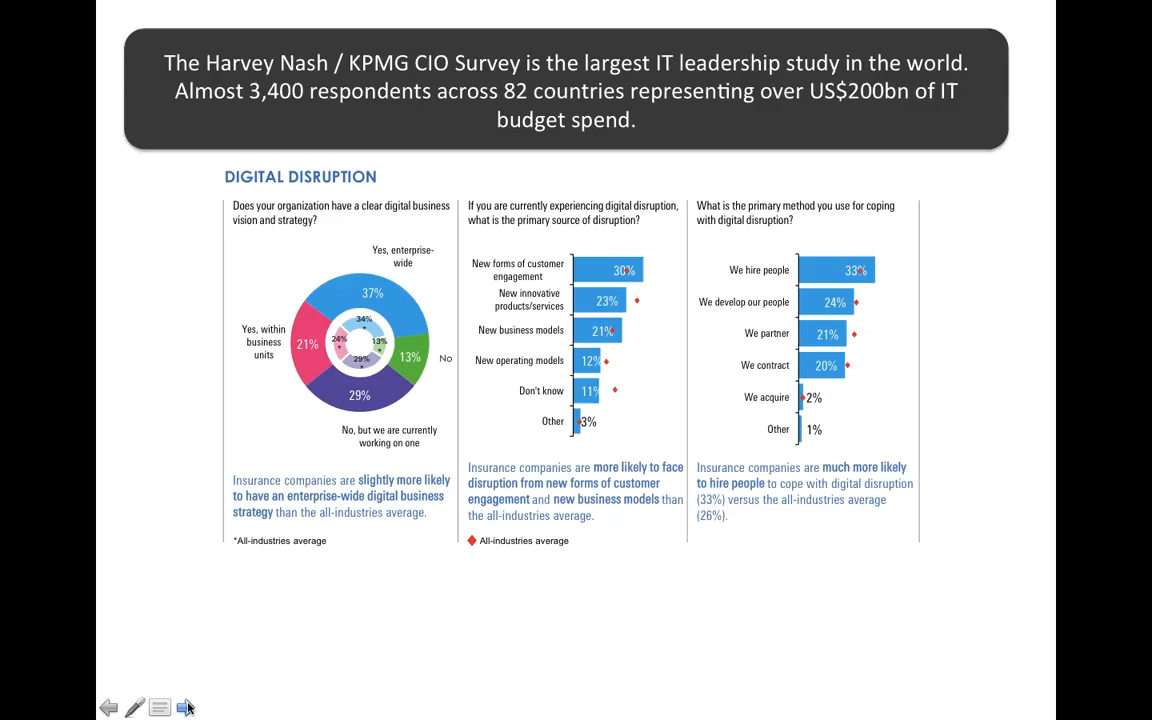 The Harvey Nash / KPMG CIO Survey is the largest IT leadership study in the world.
Almost 3,400 respondents across 82 countries representing over US$200bn of IT
budget spend.
DIGITAL DISRUPTION
Does your organization have a clear digital business
vision and strategy?
Yes, enterprise-
wide
37%
34%
*
Yes, within
business
units
21%
24%
*
13%
*
13%
No
29%
*
29%
No, but we are currently
working on one
Insurance companies are slightly more likely
to have an enterprise-wide digital business
strategy than the all-industries average.
*All-industries average
If you are currently experiencing digital disruption,
what is the primary source of disruption?
New forms of customer
engagement
30%
New innovative
products/services
23%
New business models
21%
New operating models
12%
Don't know
11%
Other
3%
Insurance companies are more likely to face
disruption from new forms of customer
engagement and new business models than
the all-industries average.
All-industries average
What is the primary method you use for coping
with digital disruption?
We hire people
33%
We develop our people
24%
We partner
21%
We contract
20%
We acquire
2%
Other
1%
Insurance companies are much more likely
to hire people to cope with digital disruption
(33%) versus the all-industries average
(26%).